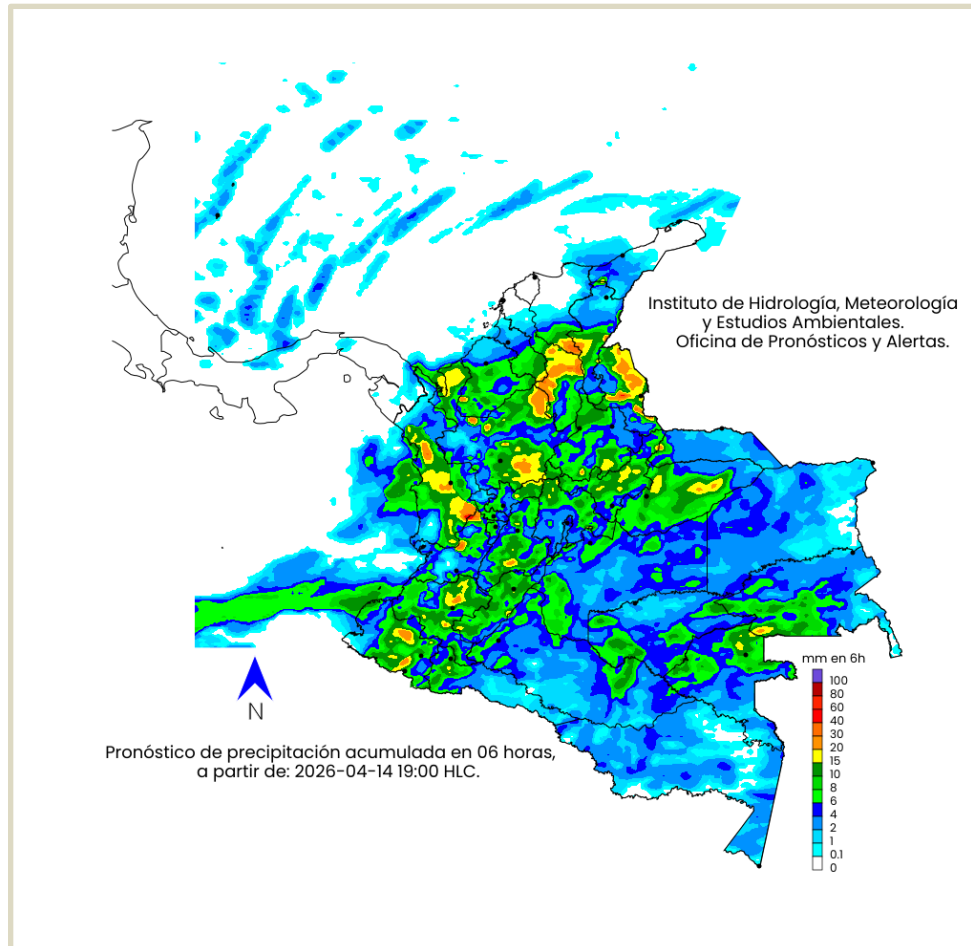 Instituto de Hidrología, Meteorología
y Estudios Ambientales.
Oficina de Pronósticos y Alertas.
mm en 6h
100
80
60
40
30
20
15
10
8
6
4
2
1
0.1
0
N
Pronóstico de precipitación acumulada en 06 horas,
a partir de: 2026-04-14 19:00 HLC.